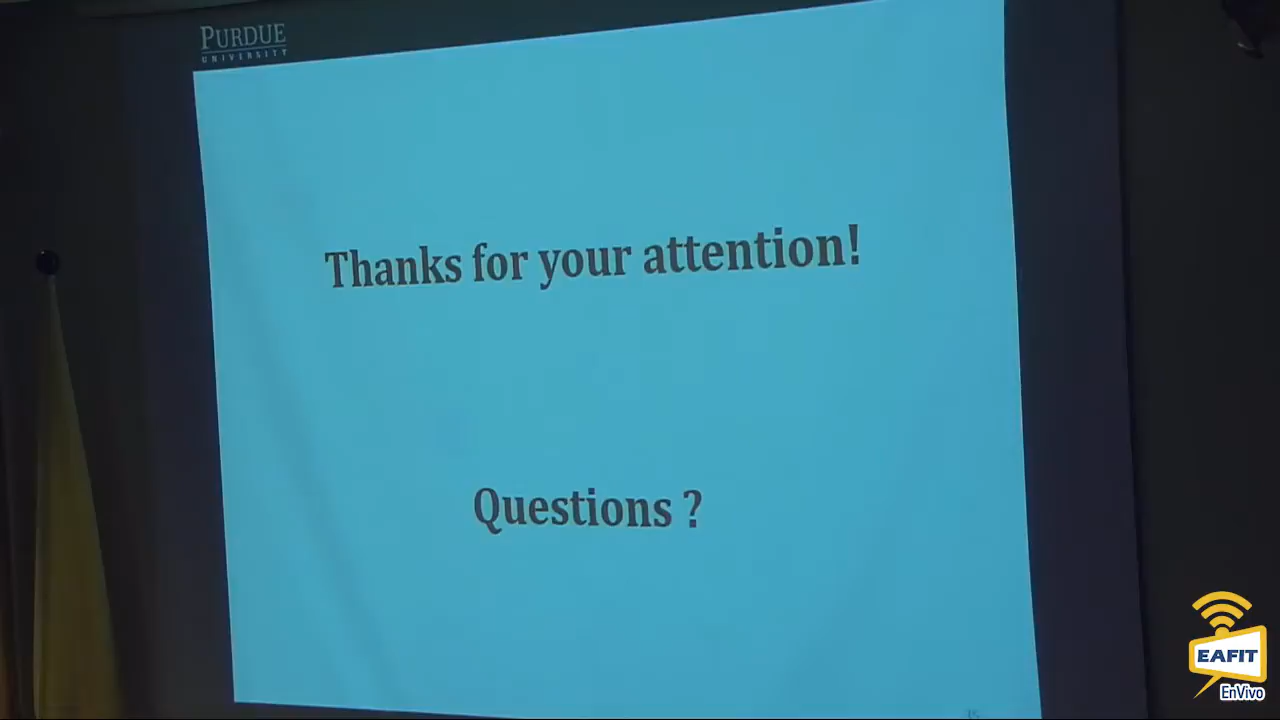 PURDUE
UNIVERSITY
Thanks for your attention!
Questions ?
EAFIT
EnVivo